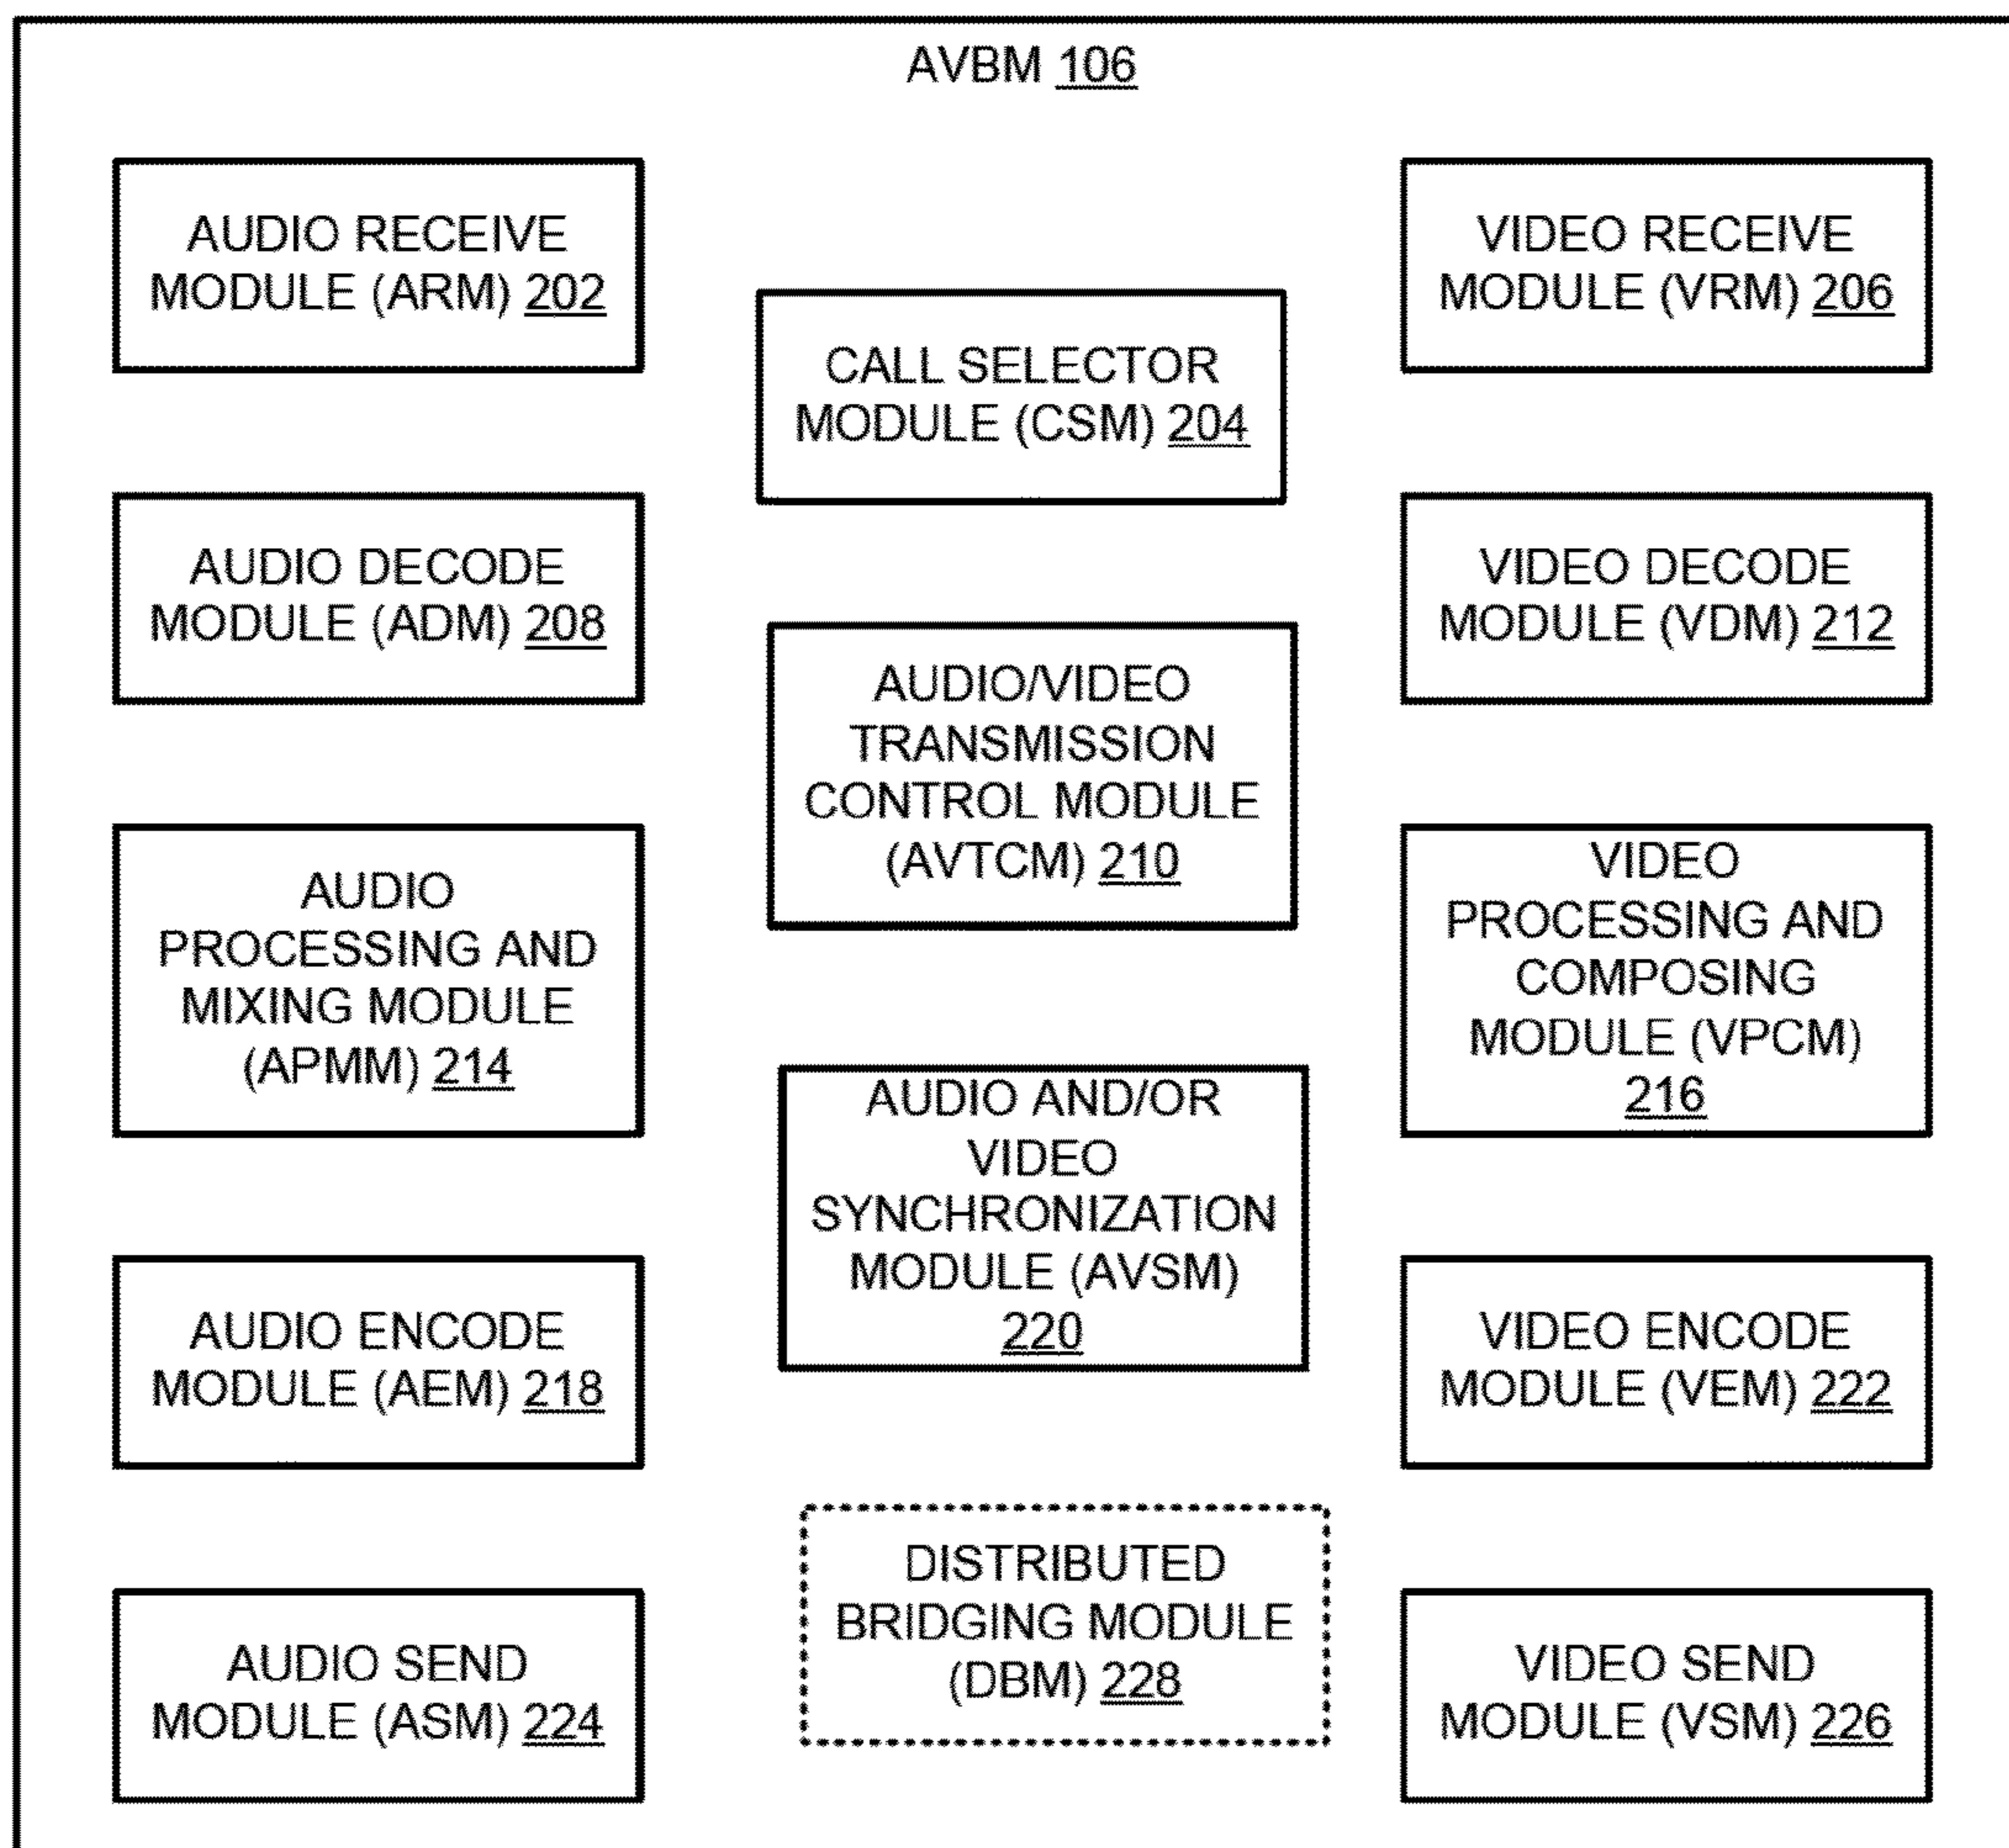 AVBM 106
AUDIO RECEIVE
MODULE (ARM) 202
CALL SELECTOR
MODULE (CSM) 204
VIDEO RECEIVE
MODULE (VRM) 206
AUDIO DECODE
MODULE (ADM) 208
AUDIO/VIDEO
TRANSMISSION
CONTROL MODULE
(AVTCM) 210
VIDEO DECODE
MODULE (VDM) 212
AUDIO
PROCESSING AND
MIXING MODULE
(APMM) 214
VIDEO
PROCESSING AND
COMPOSING
MODULE (VPCM)
216
AUDIO ENCODE
MODULE (AEM) 218
AUDIO AND/OR
VIDEO
SYNCHRONIZATION
MODULE (AVSM)
220
VIDEO ENCODE
MODULE (VEM) 222
AUDIO SEND
MODULE (ASM) 224
DISTRIBUTED
BRIDGING MODULE
(DBM) 228
VIDEO SEND
MODULE (VSM) 226